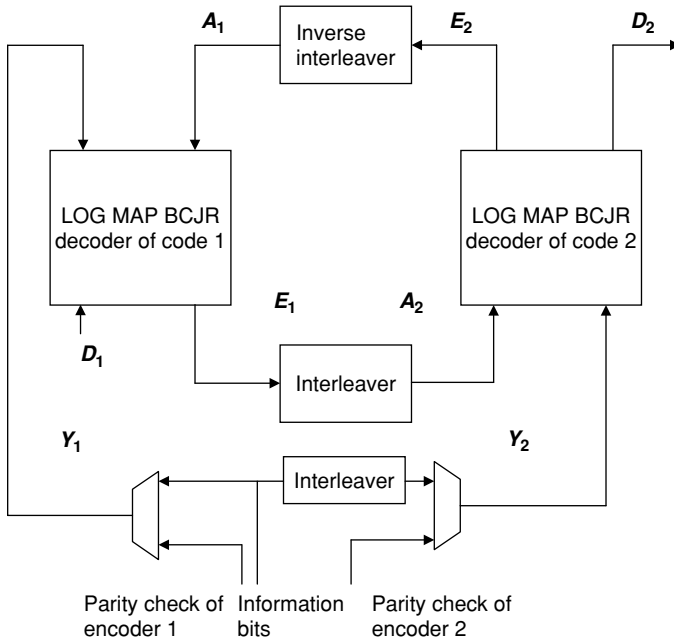 A1
Inverse
interleaver
E2
D2
LOG MAP BCJR
decoder of code 1
LOG MAP BCJR
decoder of code 2
E1
A2
D1
Interleaver
Y1
Y2
Interleaver
Parity check of
encoder 1
Information
bits
Parity check of
encoder 2